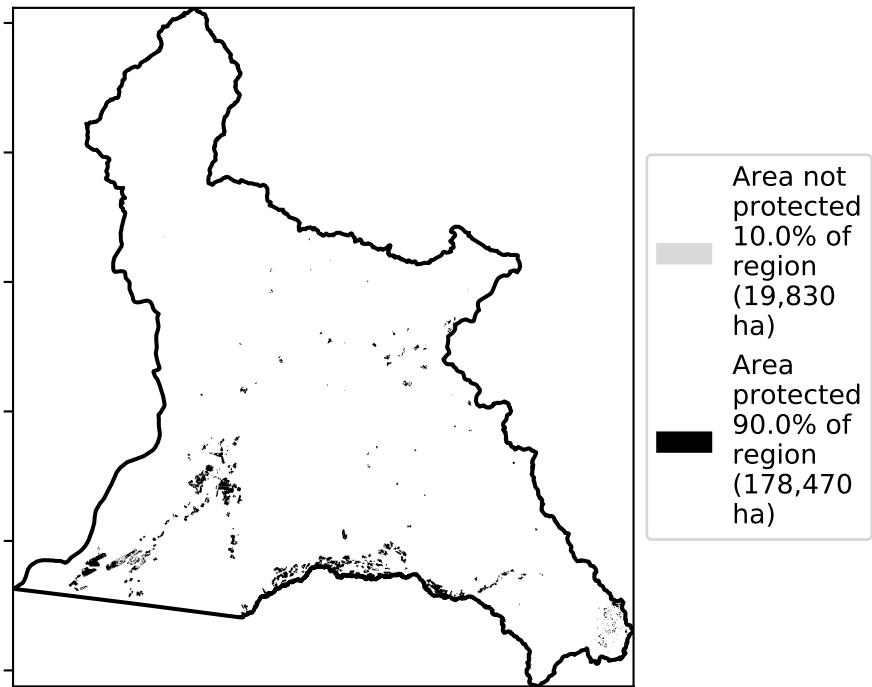 Area not
protected
10.0% of
region
(19,830
ha)
Area
protected
90.0% of
region
(178,470
ha)